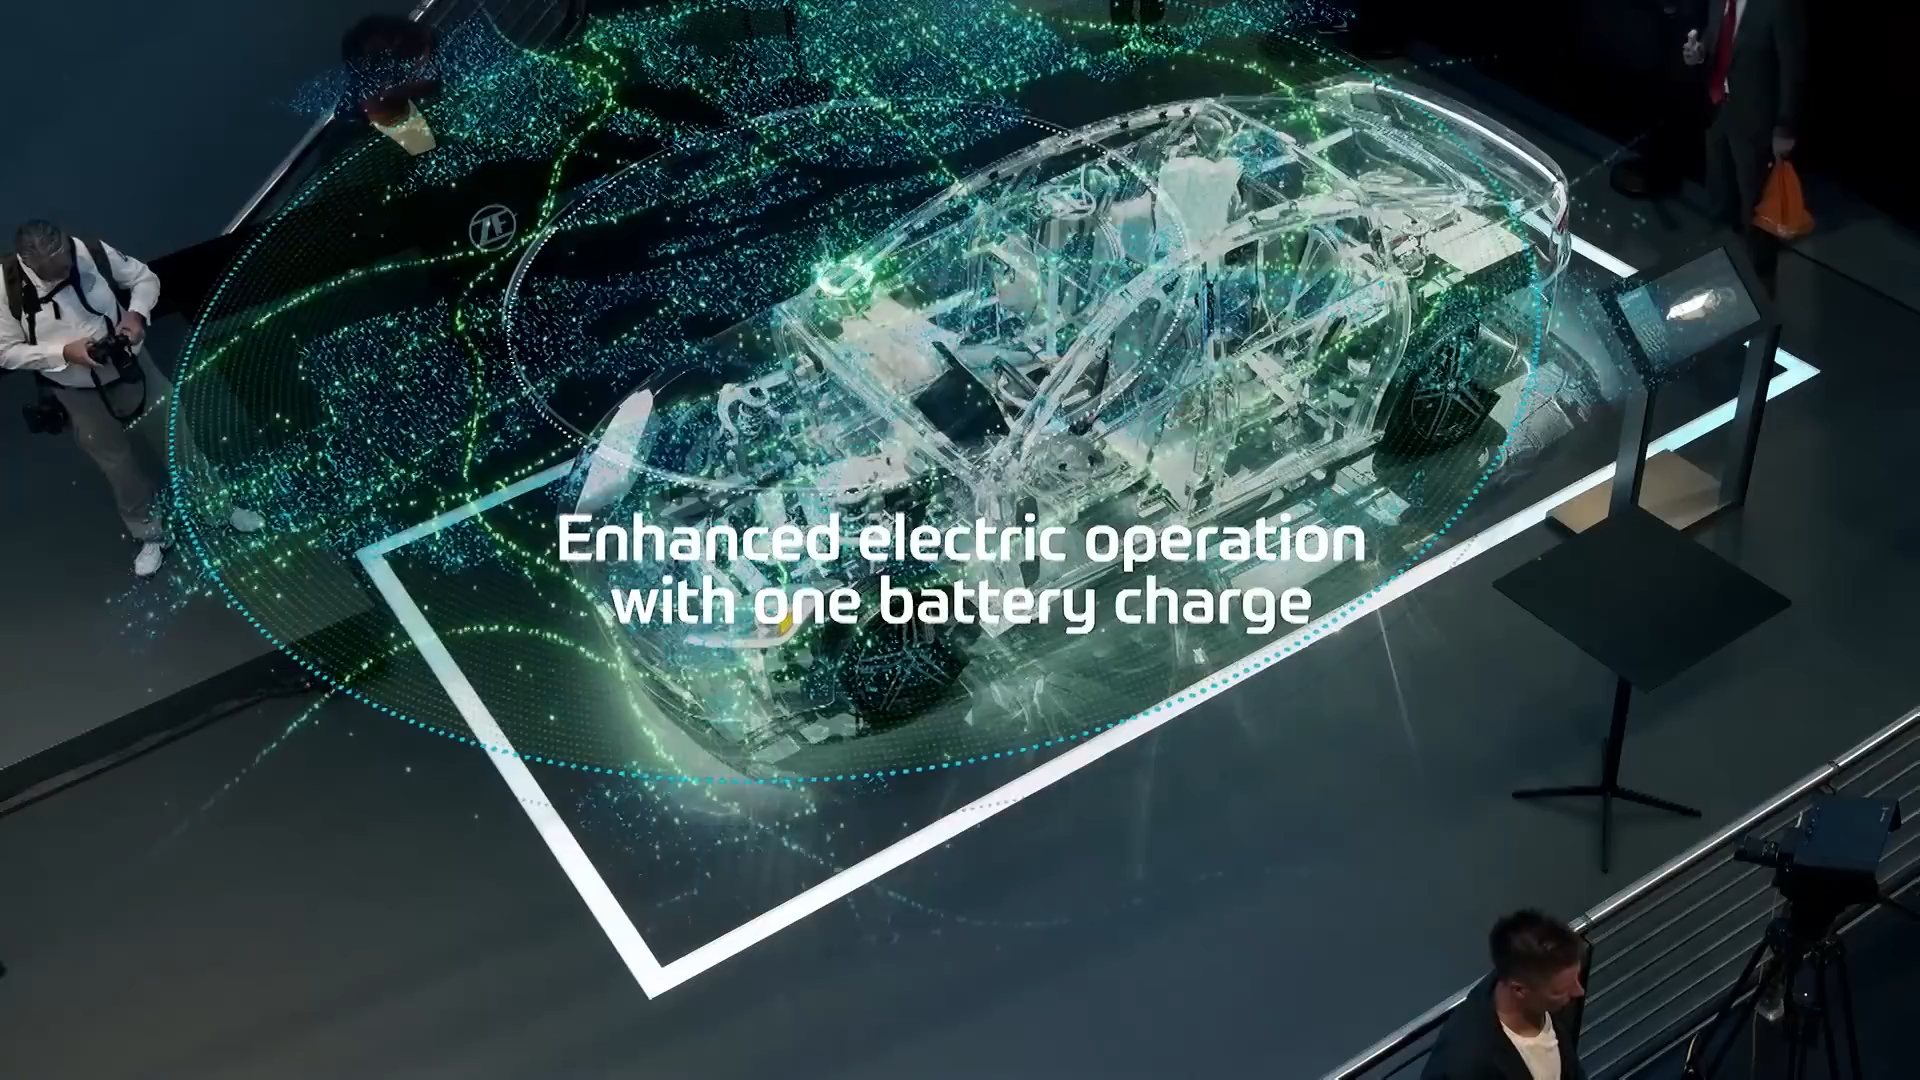 ZF
Enhanced electric operation
with one battery charge